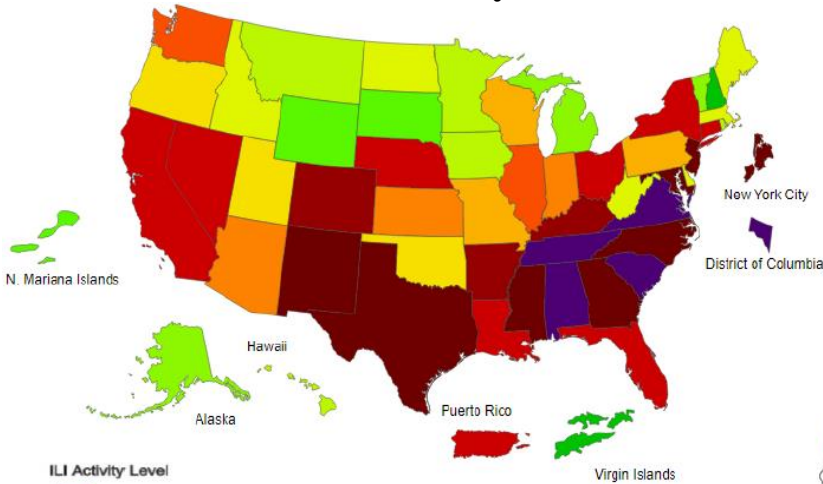 New York City
District of Columbia
N. Mariana Islands
Hawaii
Alaska
Puerto Rico
Virgin Islands
ILI Activity Level